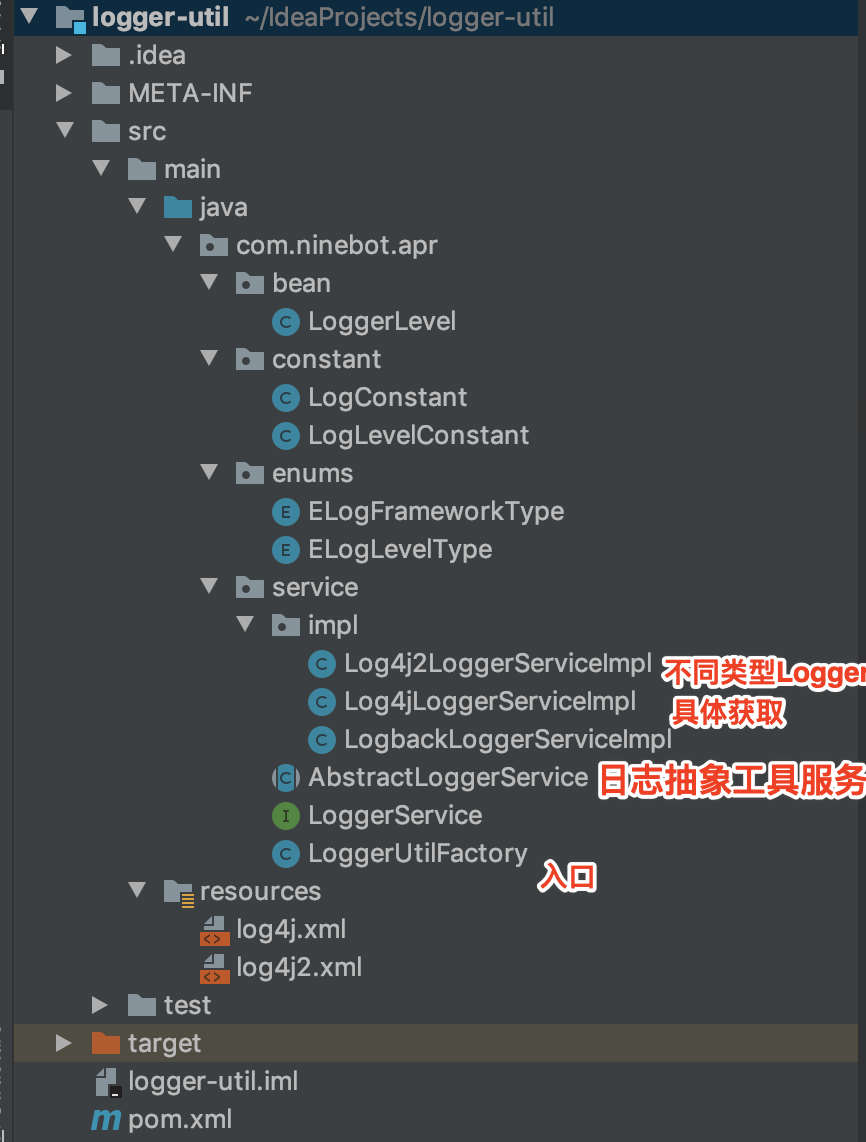 logger-util ~/IdeaProjects/logger-util
.idea
META-INF
src
main
java
com.ninebot.apr
bean
LoggerLevel
constant
LogConstant
LogLevelConstant
enums
ELogFrameworkType
ELogLevelType
service
impl
Log4j2LoggerServiceImpl 不同类型Logger
Log4jLoggerServiceImpl 具体获取
LogbackLoggerServiceImpl
AbstractLoggerService 日志抽象工具服务
LoggerService
LoggerUtilFactory 入口
resources
log4j.xml
log4j2.xml
test
target
logger-util.iml
pom.xml